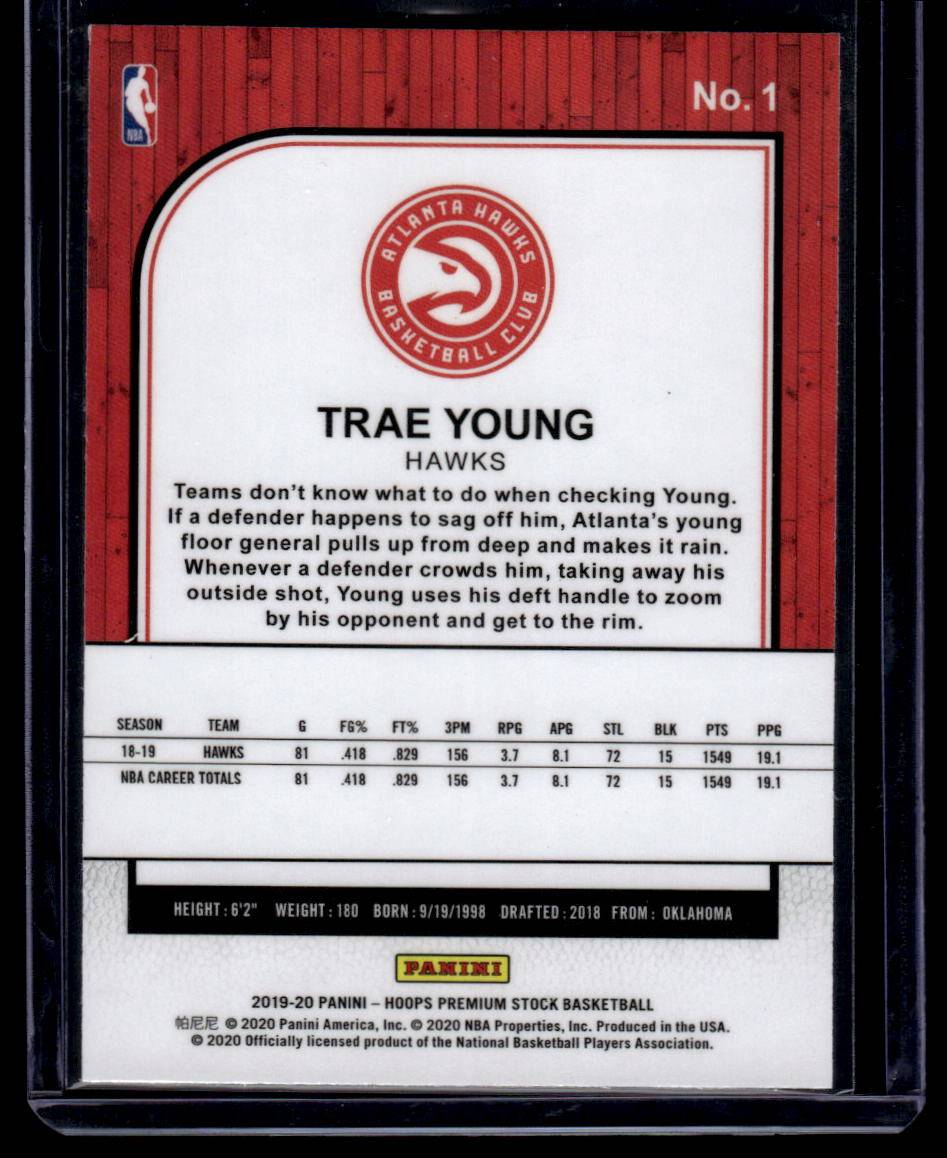 NBA
No. 1
ATLANTA HAWKS
BASKETBALL CLUB
TRAE YOUNG
HAWKS
Teams don't know what to do when checking Young.
If a defender happens to sag off him, Atlanta's young
floor general pulls up from deep and makes it rain.
Whenever a defender crowds him, taking away his
outside shot, Young uses his deft handle to zoom
by his opponent and get to the rim.
SEASON TEAM G FG% FT% 3PM RPG APG STL BLK PTS PPG
18-19 HAWKS 81 .418 .829 156 3.7 8.1 72 15 1549 19.1
NBA CAREER TOTALS 81 .418 .829 156 3.7 8.1 72 15 1549 19.1
HEIGHT: 6'2" WEIGHT: 180 BORN: 9/19/1998 DRAFTED: 2018 FROM: OKLAHOMA
PANINI
2019-20 PANINI – HOOPS PREMIUM STOCK BASKETBALL
帕尼尼 © 2020 Panini America, Inc. © 2020 NBA Properties, Inc. Produced in the USA.
© 2020 Officially licensed product of the National Basketball Players Association.